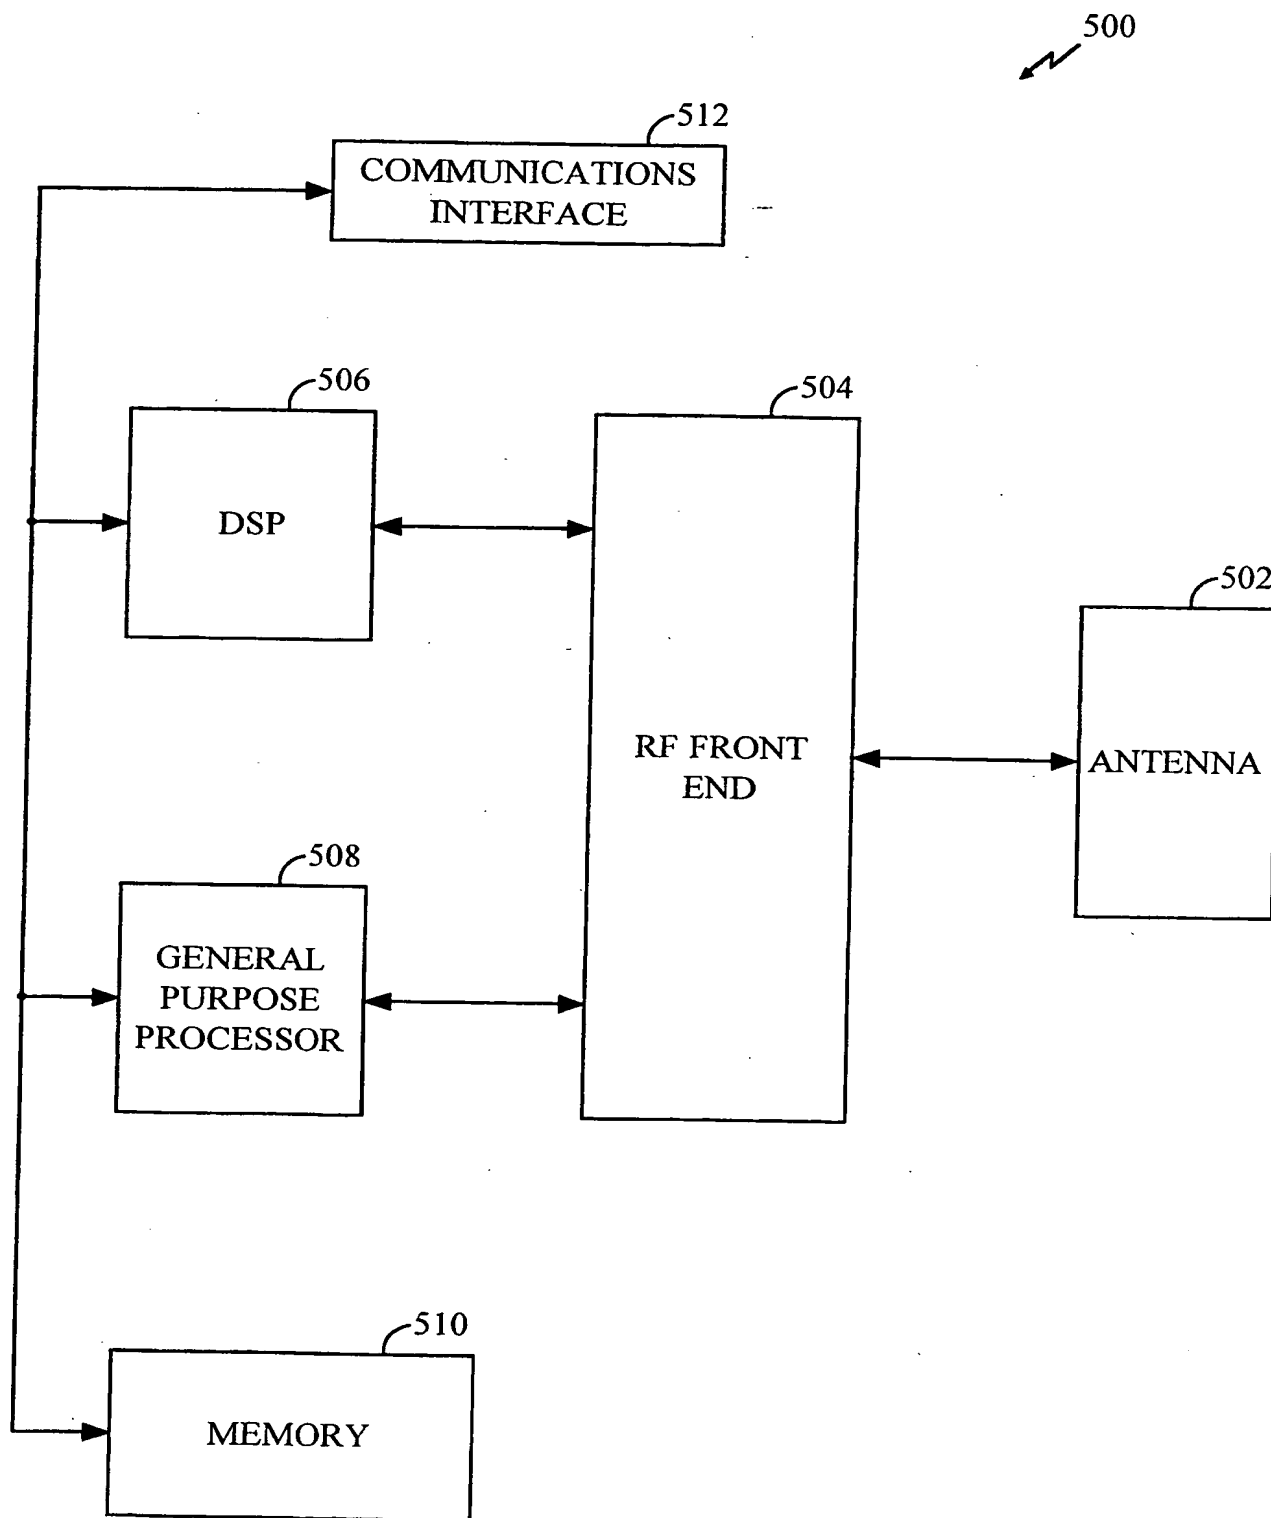 500
512
COMMUNICATIONS
INTERFACE
506
504
DSP
502
RF FRONT
END
ANTENNA
508
GENERAL
PURPOSE
PROCESSOR
510
MEMORY